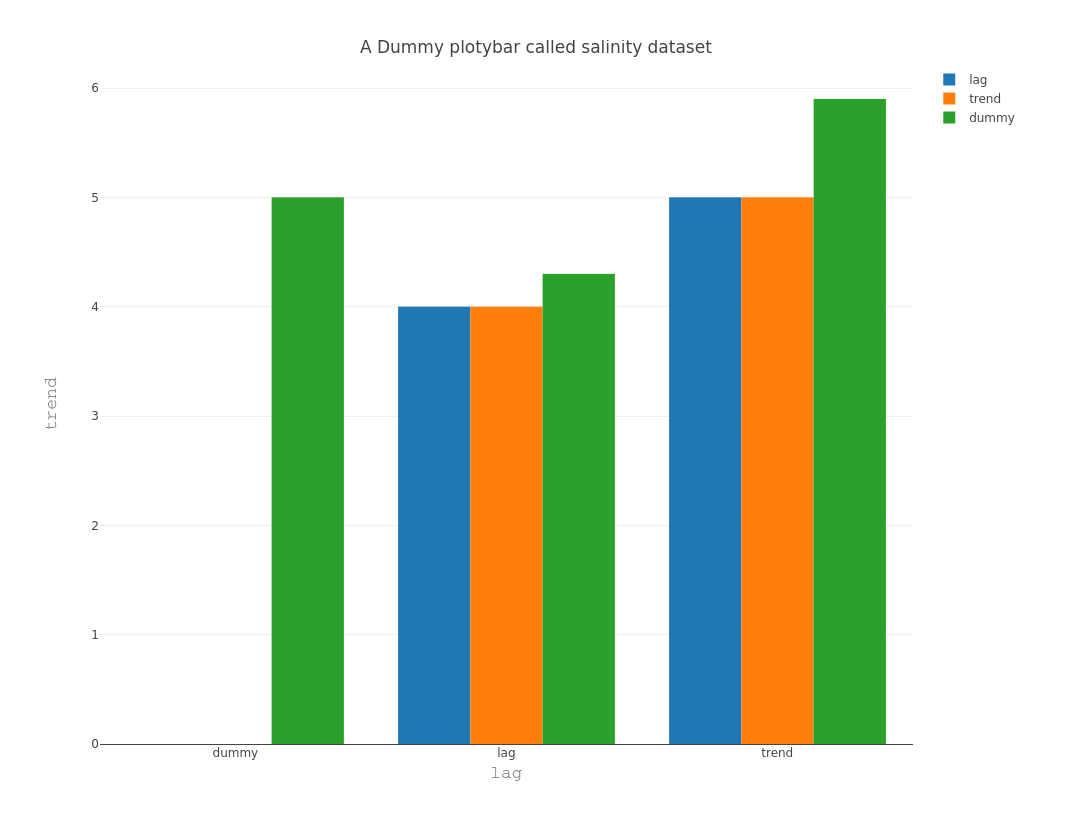 A Dummy plotybar called salinity dataset
lag
trend
dummy
6
5
4
3
2
1
0
trend
dummy lag trend
lag